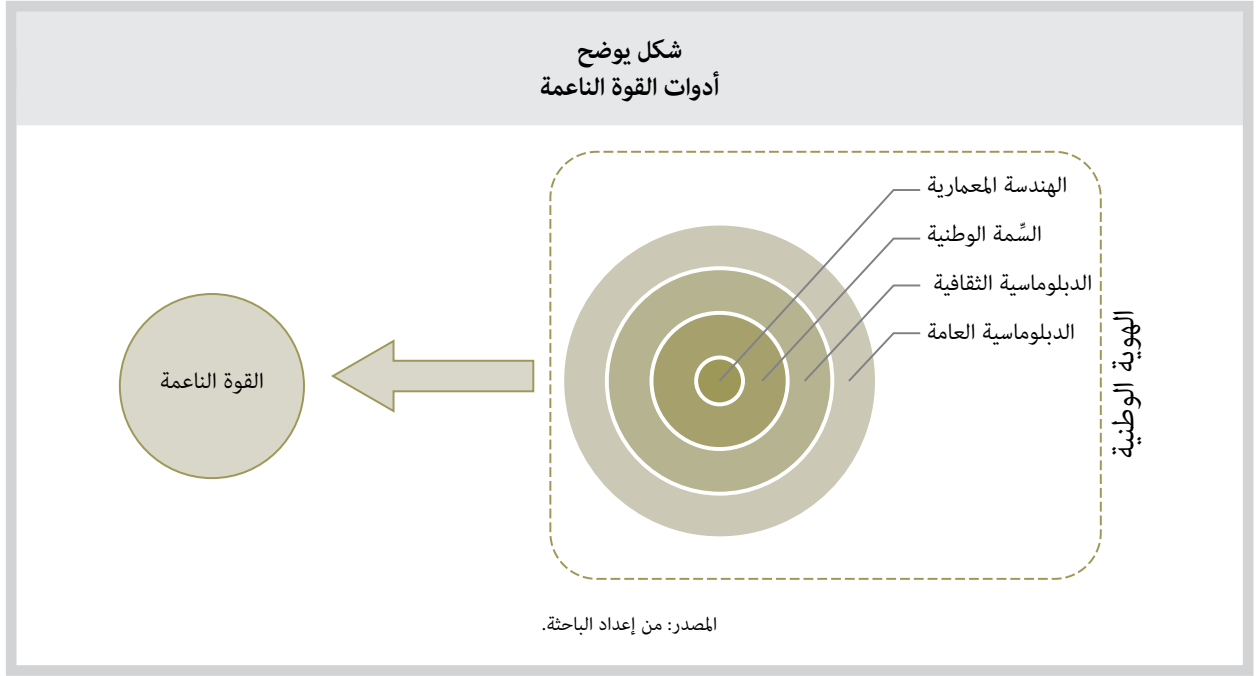 شكل يوضح
أدوات القوة الناعمة
الهندسة المعمارية
السِّمة الوطنية
الدبلوماسية الثقافية
الدبلوماسية العامة
الهوية الوطنية
القوة الناعمة
المصدر: من إعداد الباحثة.